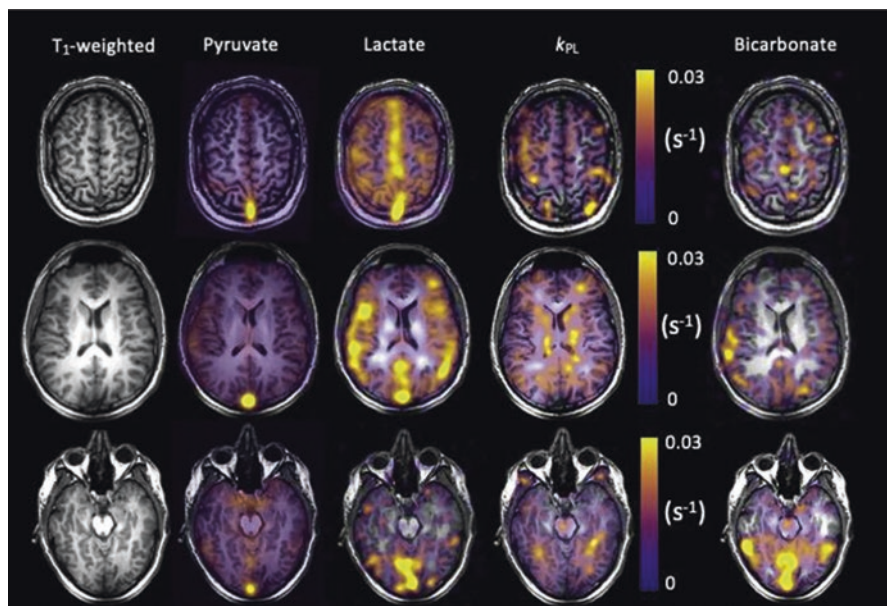 T₁-weighted Pyruvate Lactate kPL Bicarbonate
0.03
(s⁻¹)
0
0.03
(s⁻¹)
0
0.03
(s⁻¹)
0